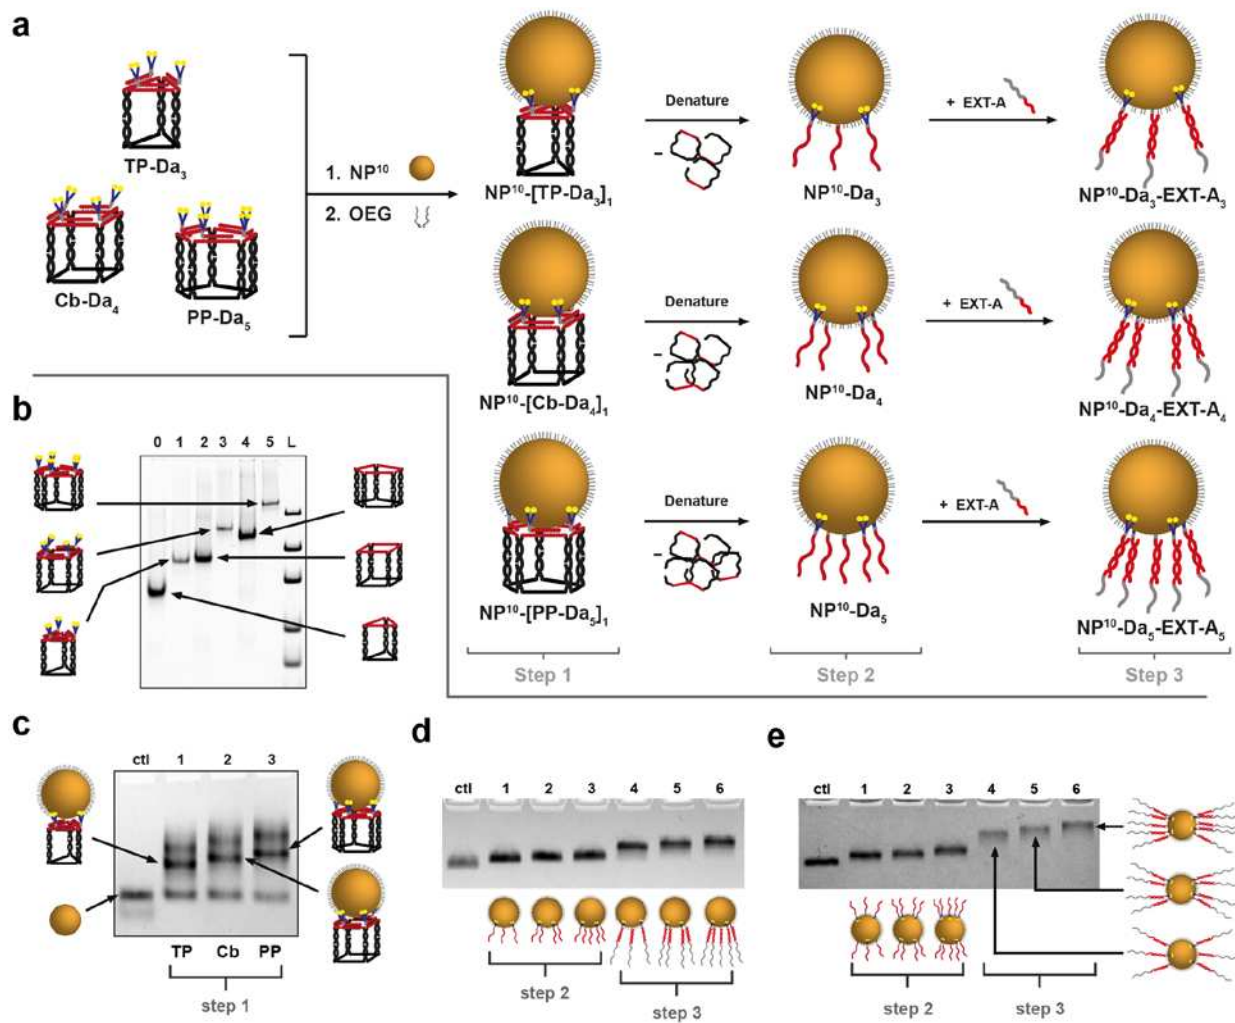 a
TP-Da3
Cb-Da4
PP-Da5
1. NP10
2. OEG
NP10-[TP-Da3]1
Denature
–
NP10-Da3
+ EXT-A
NP10-Da3-EXT-A3
NP10-[Cb-Da4]1
Denature
–
NP10-Da4
+ EXT-A
NP10-Da4-EXT-A4
NP10-[PP-Da5]1
Denature
–
NP10-Da5
+ EXT-A
NP10-Da5-EXT-A5
Step 1
Step 2
Step 3
b
0 1 2 3 4 5 L
c
ctl 1 2 3
TP Cb PP
step 1
d
ctl 1 2 3 4 5 6
step 2
step 3
e
ctl 1 2 3 4 5 6
step 2
step 3